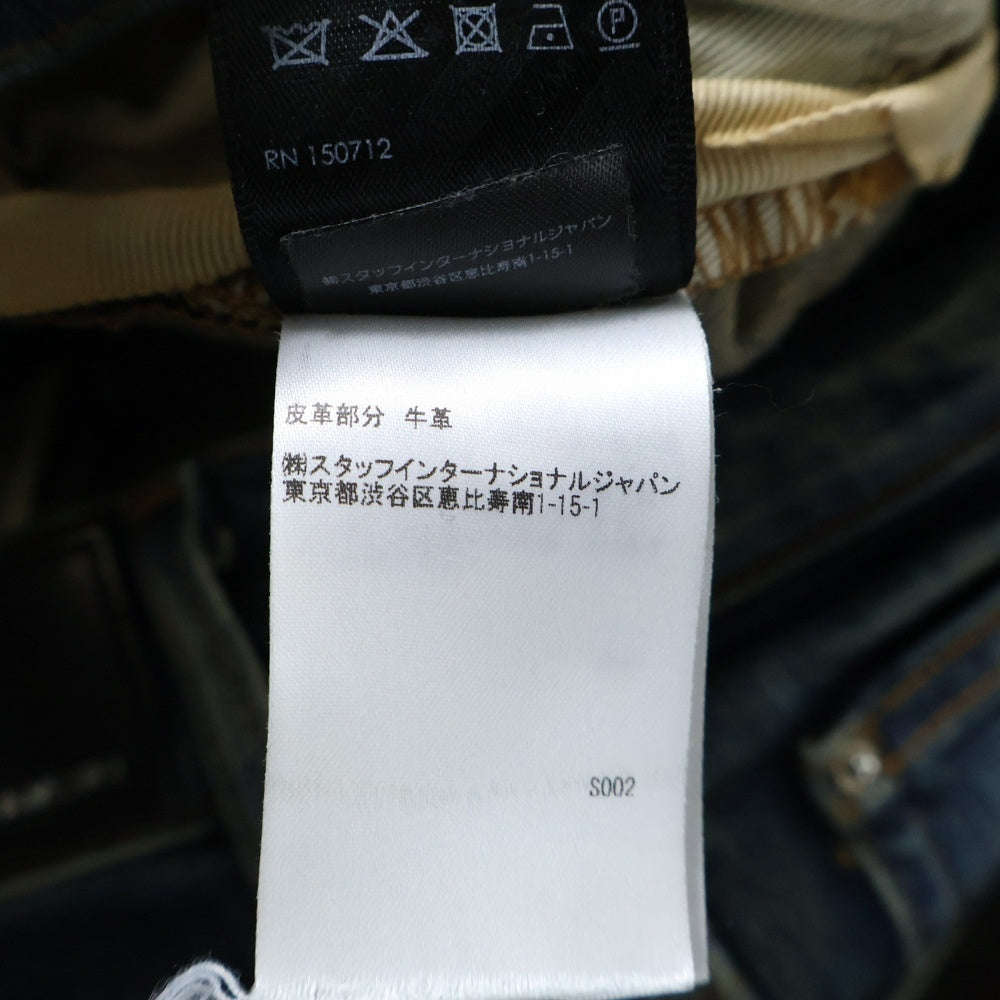 RN 150712
㈱スタッフインターナショナルジャパン
東京都渋谷区恵比寿南1-15-1
皮革部分 牛革
㈱スタッフインターナショナルジャパン
東京都渋谷区恵比寿南1-15-1
S002